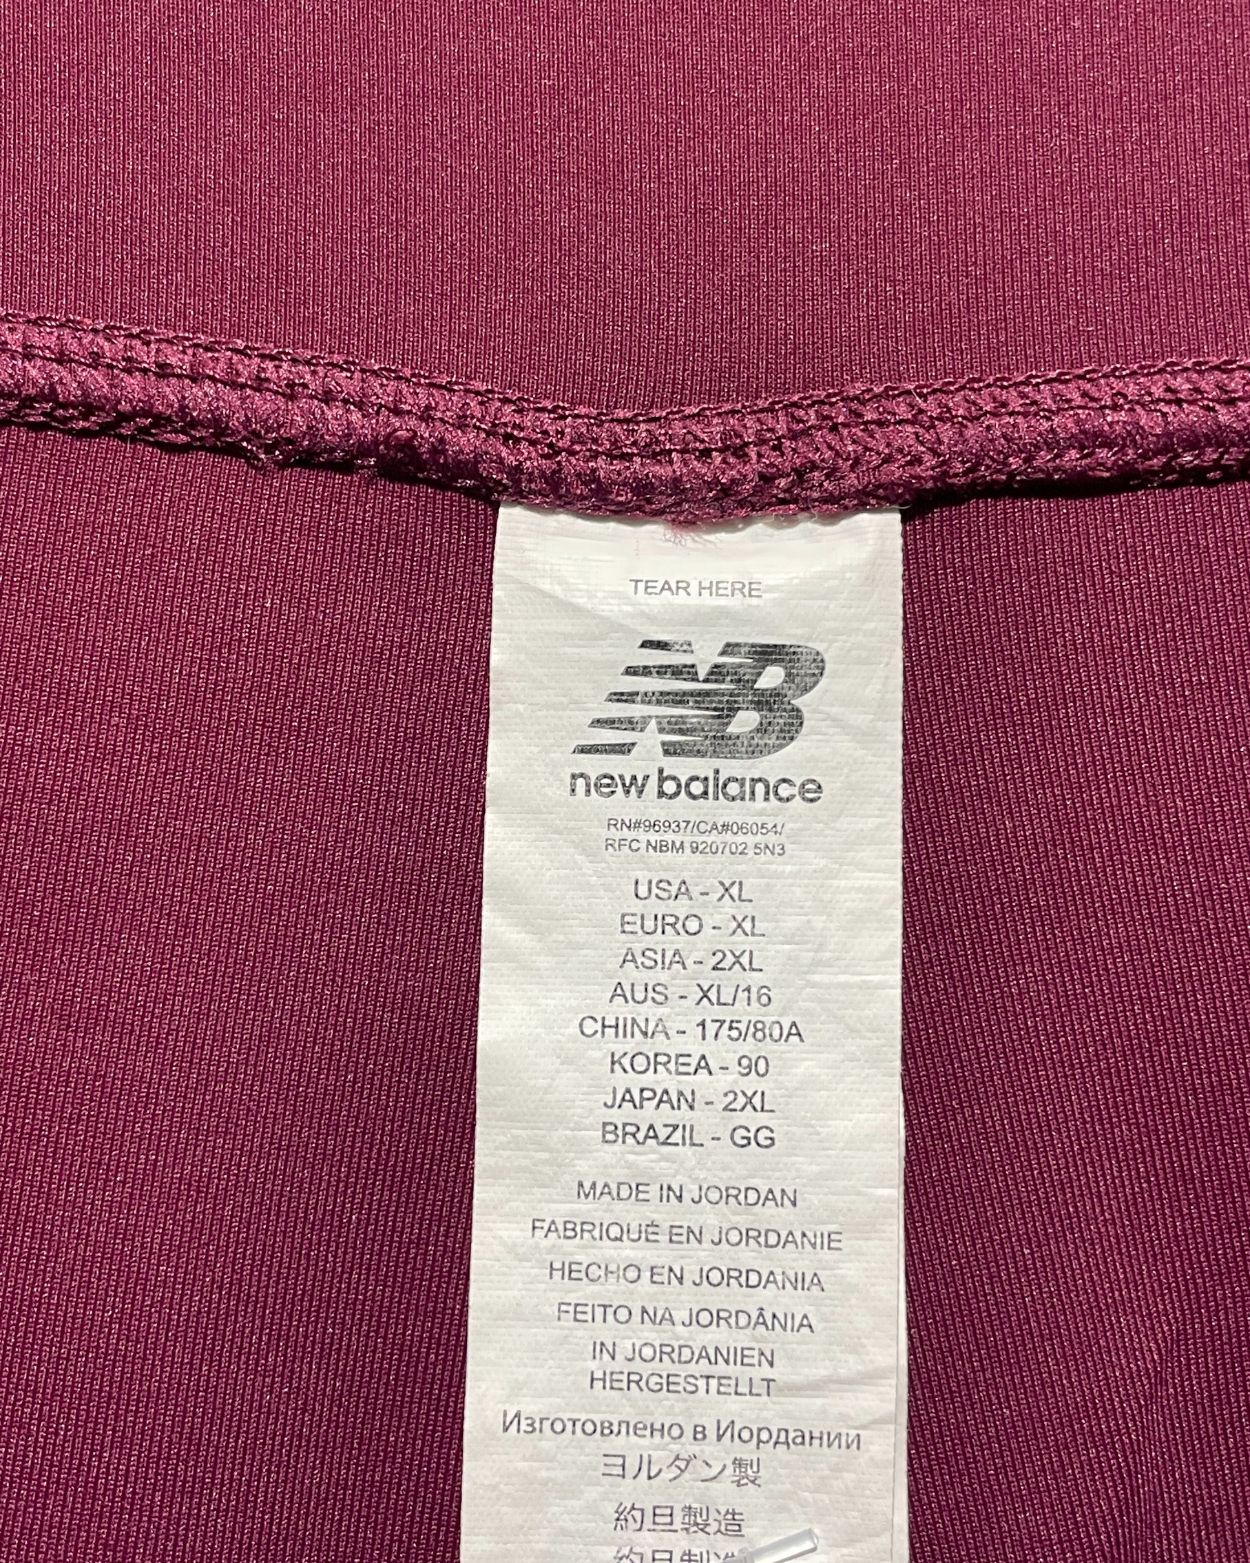 TEAR HERE
NB
new balance
RN#96937/CA#06054/
RFC NBM 920702 5N3
USA - XL
EURO - XL
ASIA - 2XL
AUS - XL/16
CHINA - 175/80A
KOREA - 90
JAPAN - 2XL
BRAZIL - GG
MADE IN JORDAN
FABRIQUÉ EN JORDANIE
HECHO EN JORDANIA
FEITO NA JORDÂNIA
IN JORDANIEN
HERGESTELLT
Изготовлено в Иордании
ヨルダン製
約旦製造